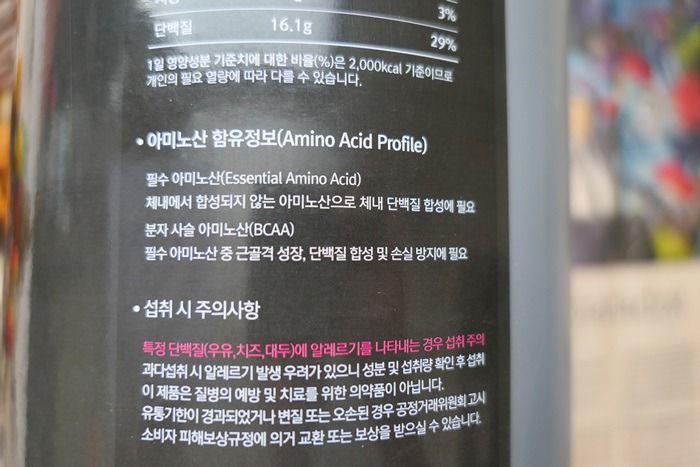 3%
단백질 16.1g 29%
1일 영양성분 기준치에 대한 비율(%)은 2,000kcal 기준이므로
개인의 필요 열량에 따라 다를 수 있습니다.
• 아미노산 함유정보(Amino Acid Profile)
필수 아미노산(Essential Amino Acid)
체내에서 합성되지 않는 아미노산으로 체내 단백질 합성에 필요
분자 사슬 아미노산(BCAA)
필수 아미노산 중 근골격 성장, 단백질 합성 및 손실 방지에 필요
• 섭취 시 주의사항
특정 단백질(우유,치즈,대두)에 알레르기를 나타내는 경우 섭취 주의
과다섭취 시 알레르기 발생 우려가 있으니 성분 및 섭취량 확인 후 섭취
이 제품은 질병의 예방 및 치료를 위한 의약품이 아닙니다.
유통기한이 경과되었거나 변질 또는 오손된 경우 공정거래위원회 고시
소비자 피해보상규정에 의거 교환 또는 보상을 받으실 수 있습니다.